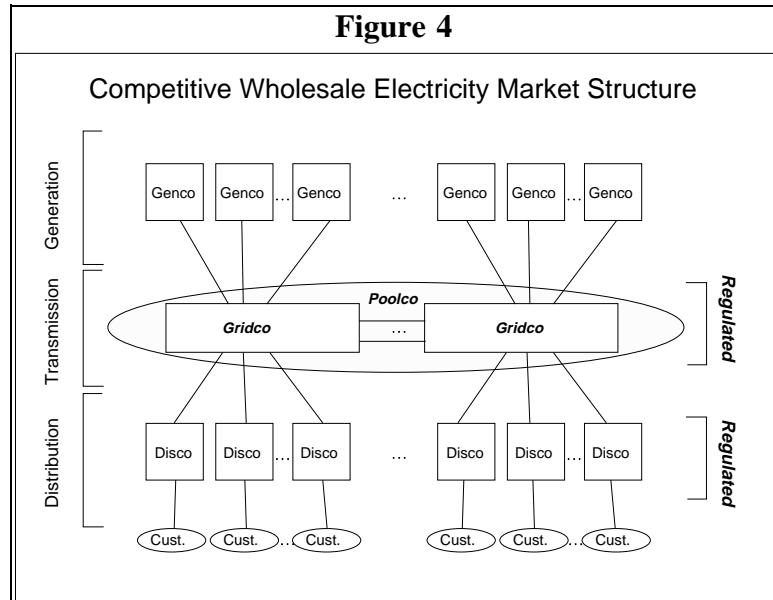 Figure 4
Competitive Wholesale Electricity Market Structure
Generation
Genco Genco ... Genco ... Genco Genco ... Genco
Transmission
Poolco
Gridco ... Gridco
Regulated
Distribution
Disco Disco ... Disco ... Disco Disco ... Disco
Regulated
Cust. Cust. ... Cust. Cust. Cust. ... Cust.